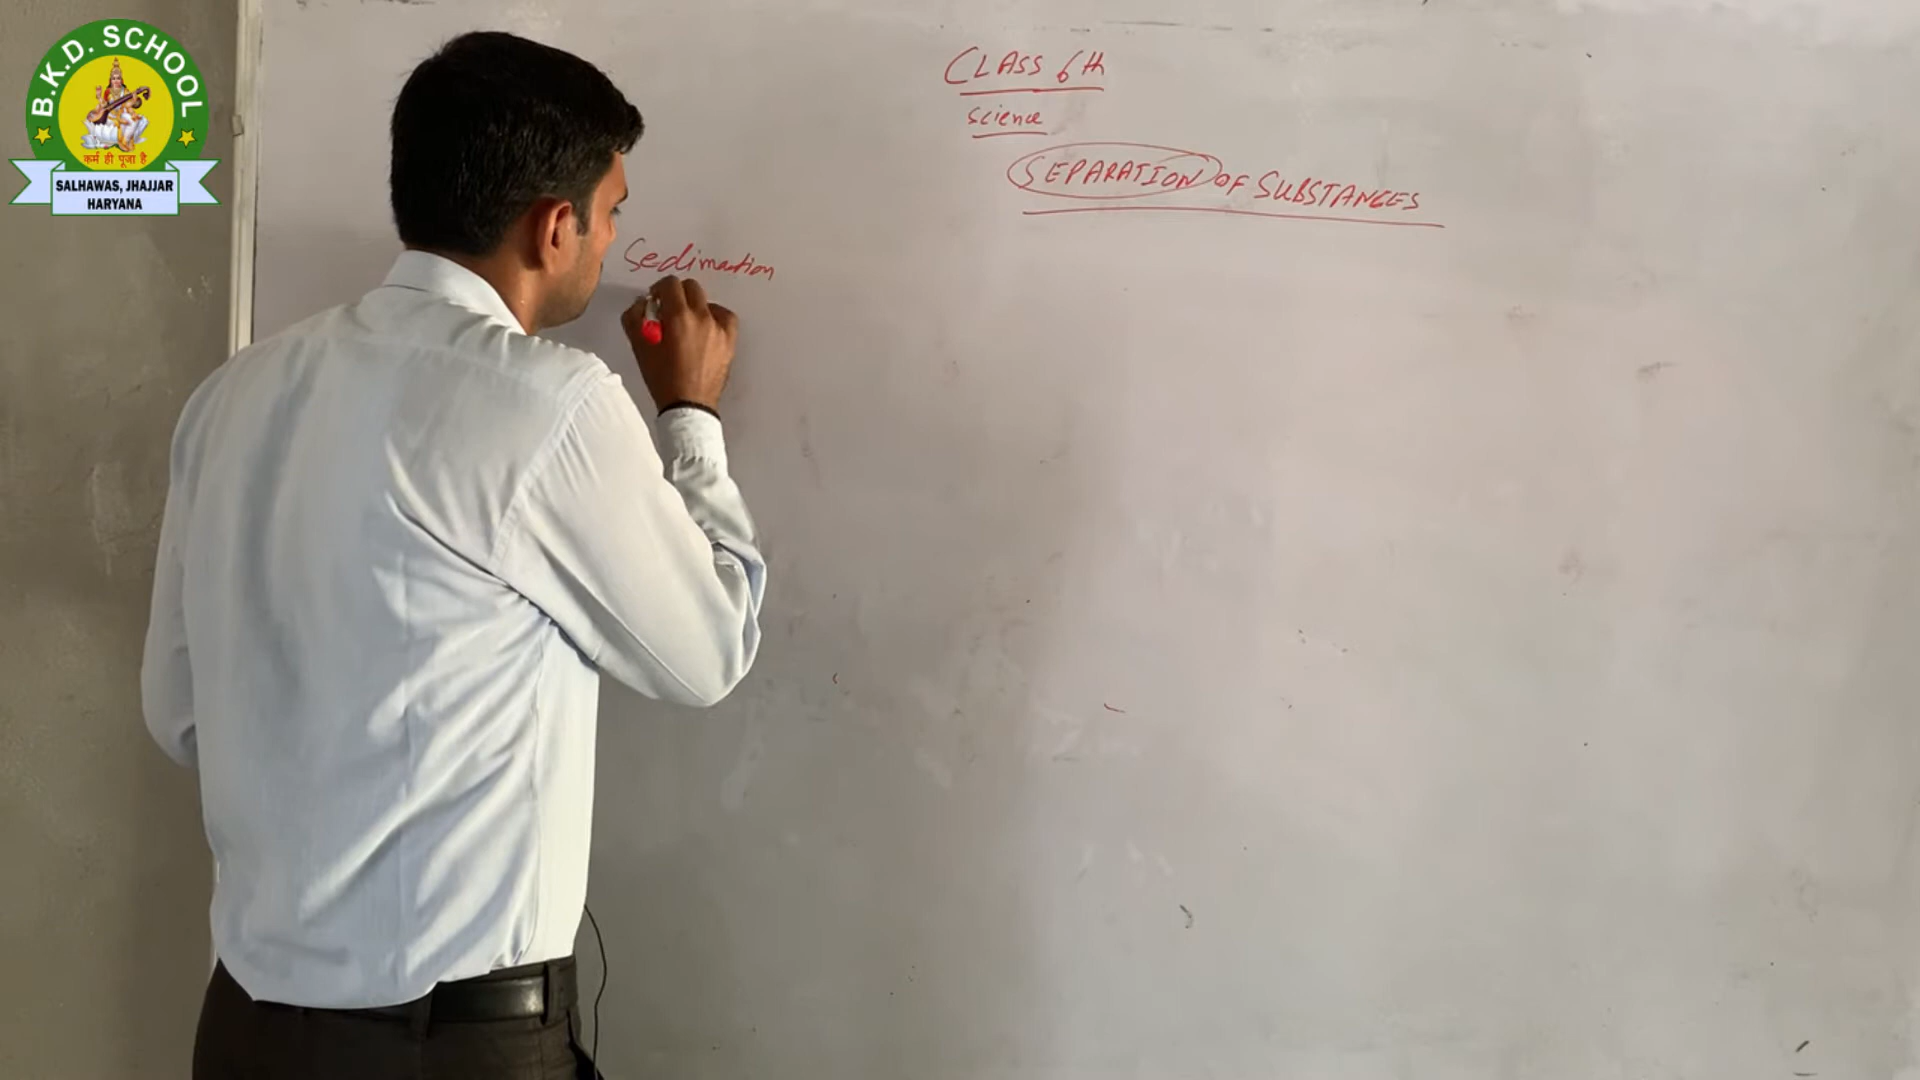 B.K.D. SCHOOL
कर्म ही पूजा है
SALHAWAS, JHAJJAR
HARYANA
CLASS 6th
Science
SEPARATION OF SUBSTANCES
Sedimation